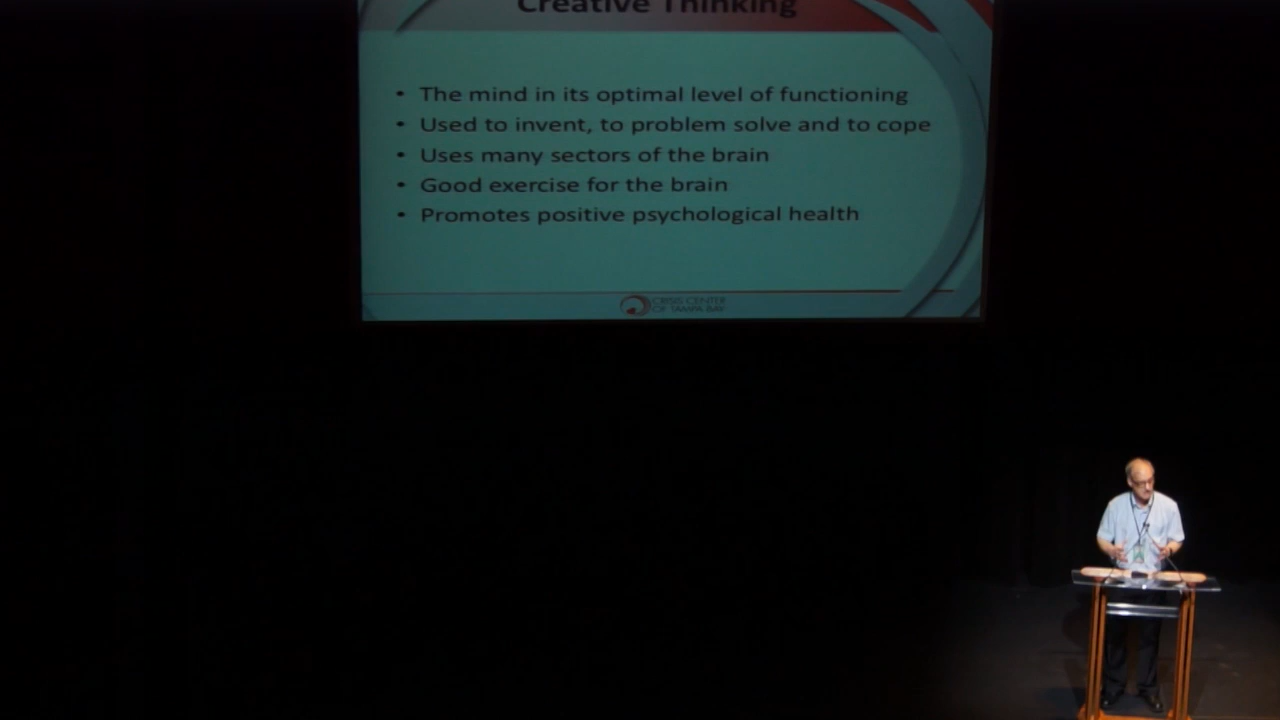 Creative Thinking
• The mind in its optimal level of functioning
• Used to invent, to problem solve and to cope
• Uses many sectors of the brain
• Good exercise for the brain
• Promotes positive psychological health
CRISIS CENTER
OF TAMPA BAY